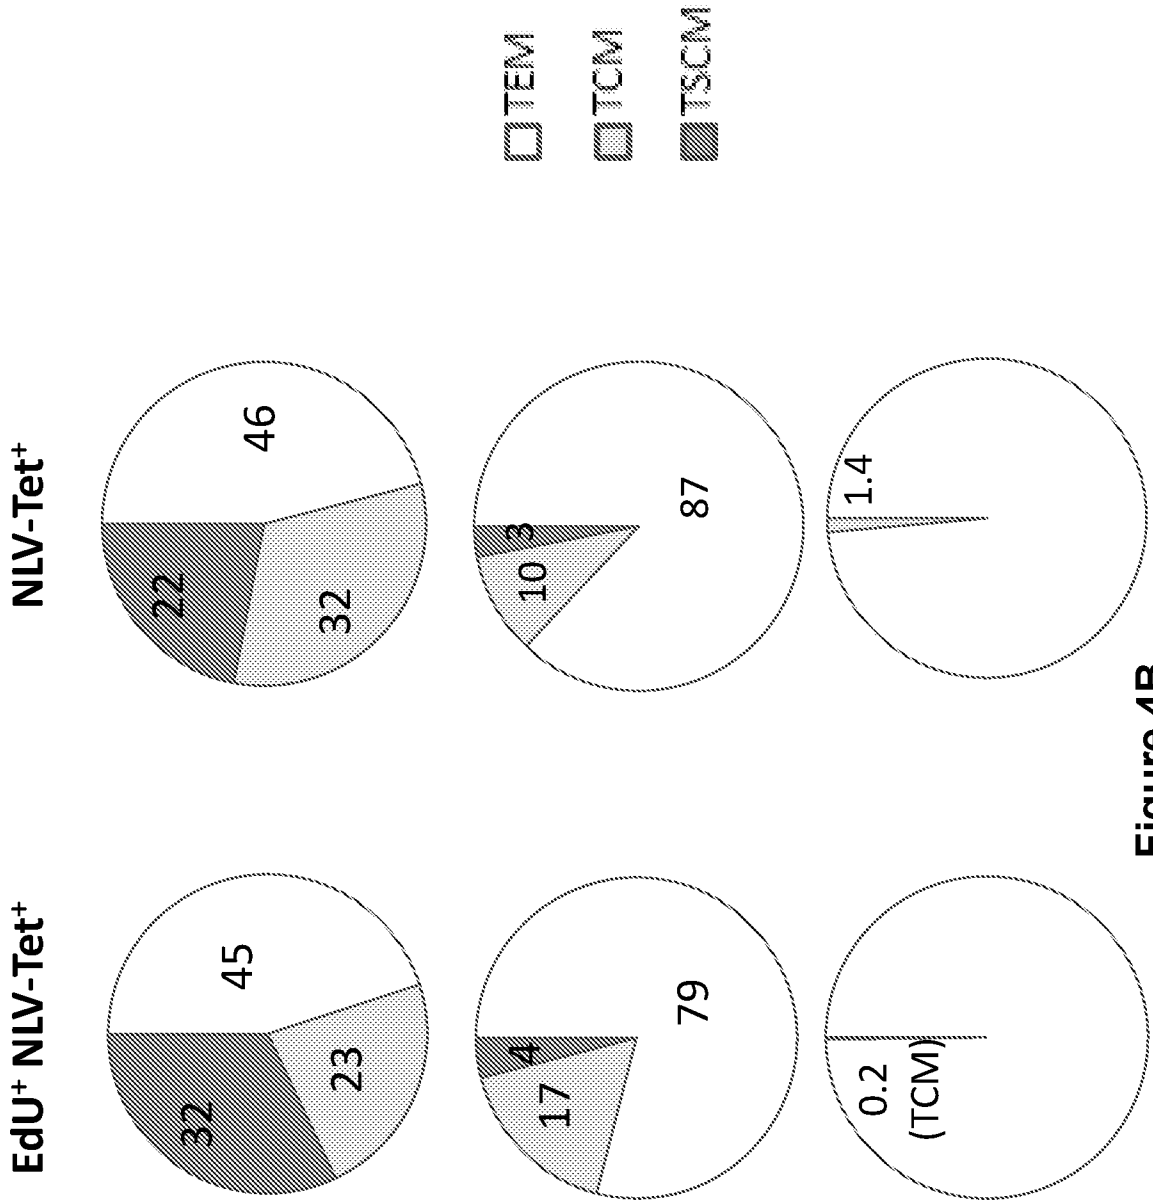 EdU⁺ NLV-Tet⁺
NLV-Tet⁺
32
45
23
22
46
32
17
4
79
10
3
87
TEM
TCM
TSCM
0.2
(TCM)
1.4
Figure 4B